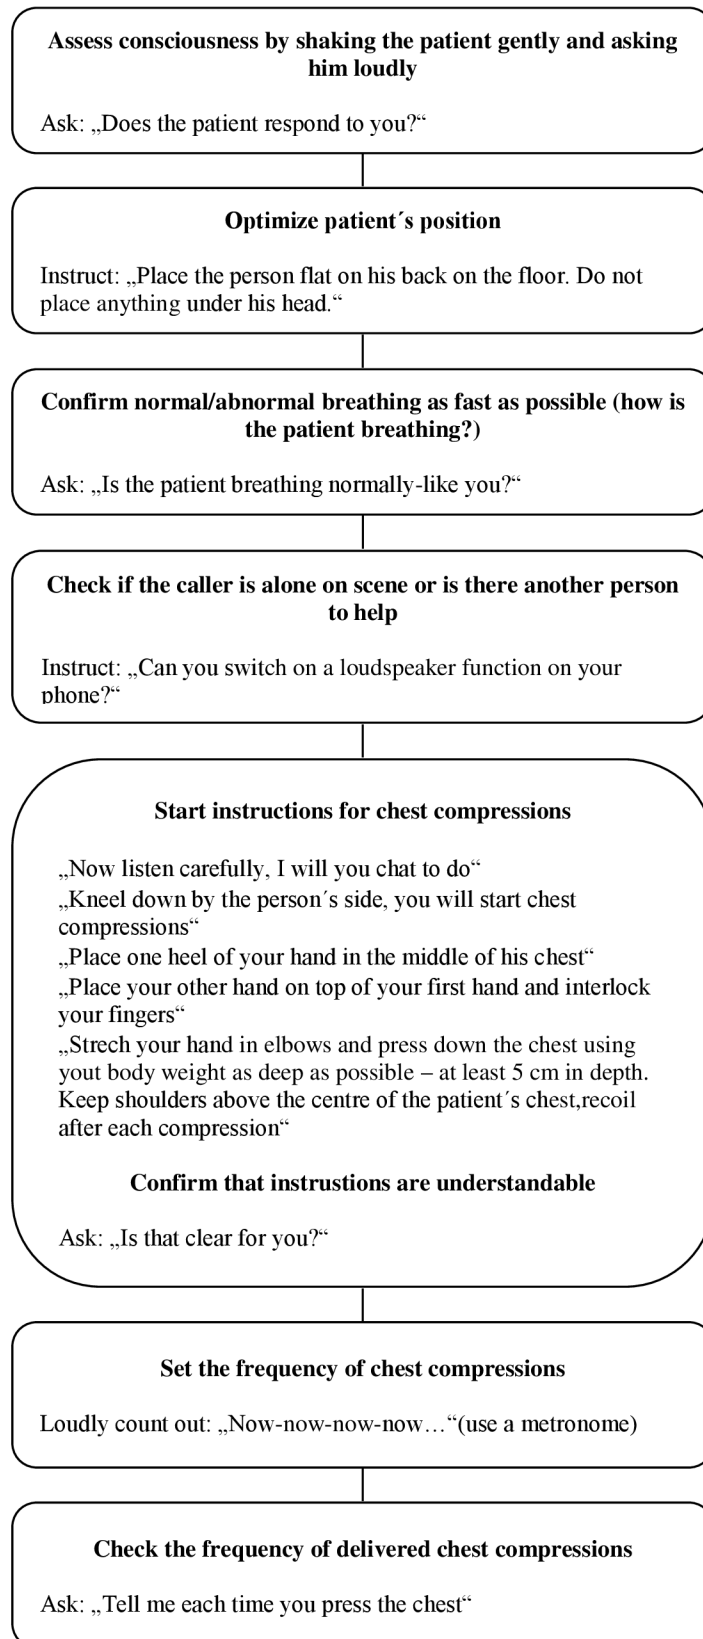 Assess consciousness by shaking the patient gently and asking
him loudly
Ask: „Does the patient respond to you?“
Optimize patient´s position
Instruct: „Place the person flat on his back on the floor. Do not
place anything under his head.“
Confirm normal/abnormal breathing as fast as possible (how is
the patient breathing?)
Ask: „Is the patient breathing normally-like you?“
Check if the caller is alone on scene or is there another person
to help
Instruct: „Can you switch on a loudspeaker function on your
phone?“
Start instructions for chest compressions
„Now listen carefully, I will you chat to do“
„Kneel down by the person´s side, you will start chest
compressions“
„Place one heel of your hand in the middle of his chest“
„Place your other hand on top of your first hand and interlock
your fingers“
„Strech your hand in elbows and press down the chest using
yout body weight as deep as possible – at least 5 cm in depth.
Keep shoulders above the centre of the patient´s chest,recoil
after each compression“
Confirm that instrustions are understandable
Ask: „Is that clear for you?“
Set the frequency of chest compressions
Loudly count out: „Now-now-now-now…“(use a metronome)
Check the frequency of delivered chest compressions
Ask: „Tell me each time you press the chest“